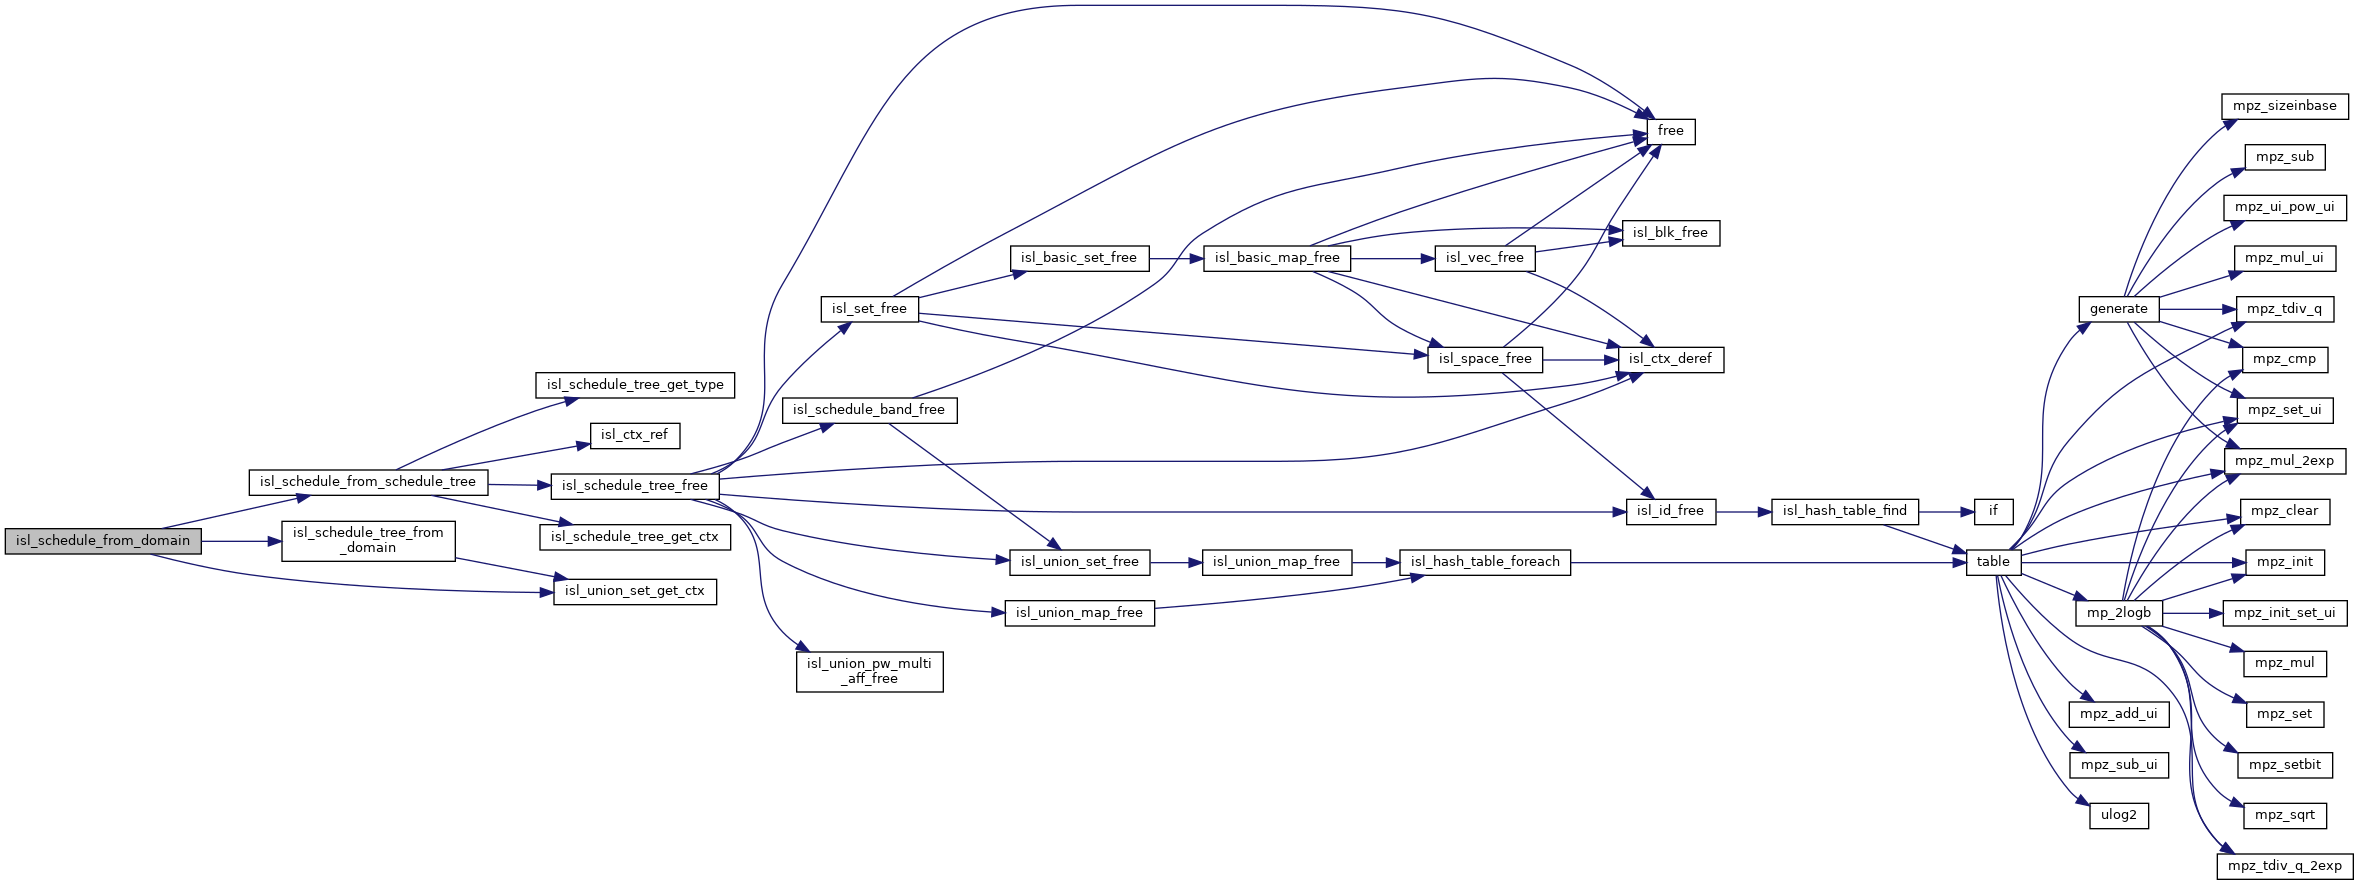 isl_schedule_from_domain
isl_schedule_from_schedule_tree
isl_schedule_tree_from
_domain
isl_schedule_tree_get_type
isl_ctx_ref
isl_schedule_tree_free
isl_schedule_tree_get_ctx
isl_union_set_get_ctx
isl_set_free
isl_schedule_band_free
isl_union_pw_multi
_aff_free
isl_basic_set_free
isl_union_set_free
isl_union_map_free
isl_basic_map_free
isl_union_map_free
isl_vec_free
isl_space_free
isl_hash_table_foreach
free
isl_blk_free
isl_ctx_deref
isl_id_free
isl_hash_table_find
if
table
generate
mp_2logb
mpz_add_ui
mpz_sub_ui
ulog2
mpz_sizeinbase
mpz_sub
mpz_ui_pow_ui
mpz_mul_ui
mpz_tdiv_q
mpz_cmp
mpz_set_ui
mpz_mul_2exp
mpz_clear
mpz_init
mpz_init_set_ui
mpz_mul
mpz_set
mpz_setbit
mpz_sqrt
mpz_tdiv_q_2exp